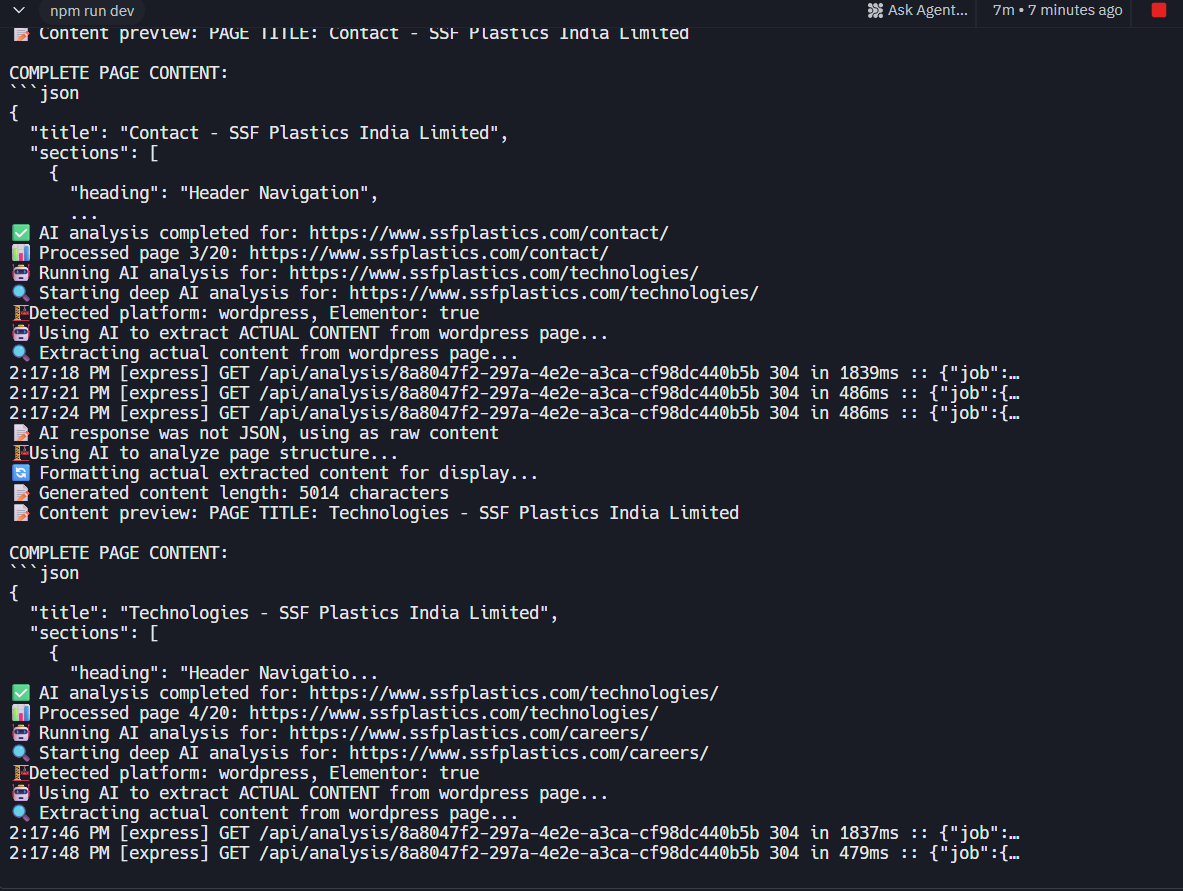 npm run dev
Ask Agent...
7m • 7 minutes ago
Content preview: PAGE TITLE: Contact - SSF Plastics India Limited
COMPLETE PAGE CONTENT:
```json
{
"title": "Contact - SSF Plastics India Limited",
"sections": [
{
"heading": "Header Navigation",
...
✅ AI analysis completed for: https://www.ssfplastics.com/contact/
📊 Processed page 3/20: https://www.ssfplastics.com/contact/
🤖 Running AI analysis for: https://www.ssfplastics.com/technologies/
🔍 Starting deep AI analysis for: https://www.ssfplastics.com/technologies/
🏗️Detected platform: wordpress, Elementor: true
🤖 Using AI to extract ACTUAL CONTENT from wordpress page...
🔍 Extracting actual content from wordpress page...
2:17:18 PM [express] GET /api/analysis/8a8047f2-297a-4e2e-a3ca-cf98dc440b5b 304 in 1839ms :: {"job":…
2:17:21 PM [express] GET /api/analysis/8a8047f2-297a-4e2e-a3ca-cf98dc440b5b 304 in 486ms :: {"job":{…
2:17:24 PM [express] GET /api/analysis/8a8047f2-297a-4e2e-a3ca-cf98dc440b5b 304 in 486ms :: {"job":{…
📝 AI response was not JSON, using as raw content
🏗️Using AI to analyze page structure...
🔄 Formatting actual extracted content for display...
📝 Generated content length: 5014 characters
📝 Content preview: PAGE TITLE: Technologies - SSF Plastics India Limited
COMPLETE PAGE CONTENT:
```json
{
"title": "Technologies - SSF Plastics India Limited",
"sections": [
{
"heading": "Header Navigatio...
✅ AI analysis completed for: https://www.ssfplastics.com/technologies/
📊 Processed page 4/20: https://www.ssfplastics.com/technologies/
🤖 Running AI analysis for: https://www.ssfplastics.com/careers/
🔍 Starting deep AI analysis for: https://www.ssfplastics.com/careers/
🏗️Detected platform: wordpress, Elementor: true
🤖 Using AI to extract ACTUAL CONTENT from wordpress page...
🔍 Extracting actual content from wordpress page...
2:17:46 PM [express] GET /api/analysis/8a8047f2-297a-4e2e-a3ca-cf98dc440b5b 304 in 1837ms :: {"job":…
2:17:48 PM [express] GET /api/analysis/8a8047f2-297a-4e2e-a3ca-cf98dc440b5b 304 in 479ms :: {"job":{…